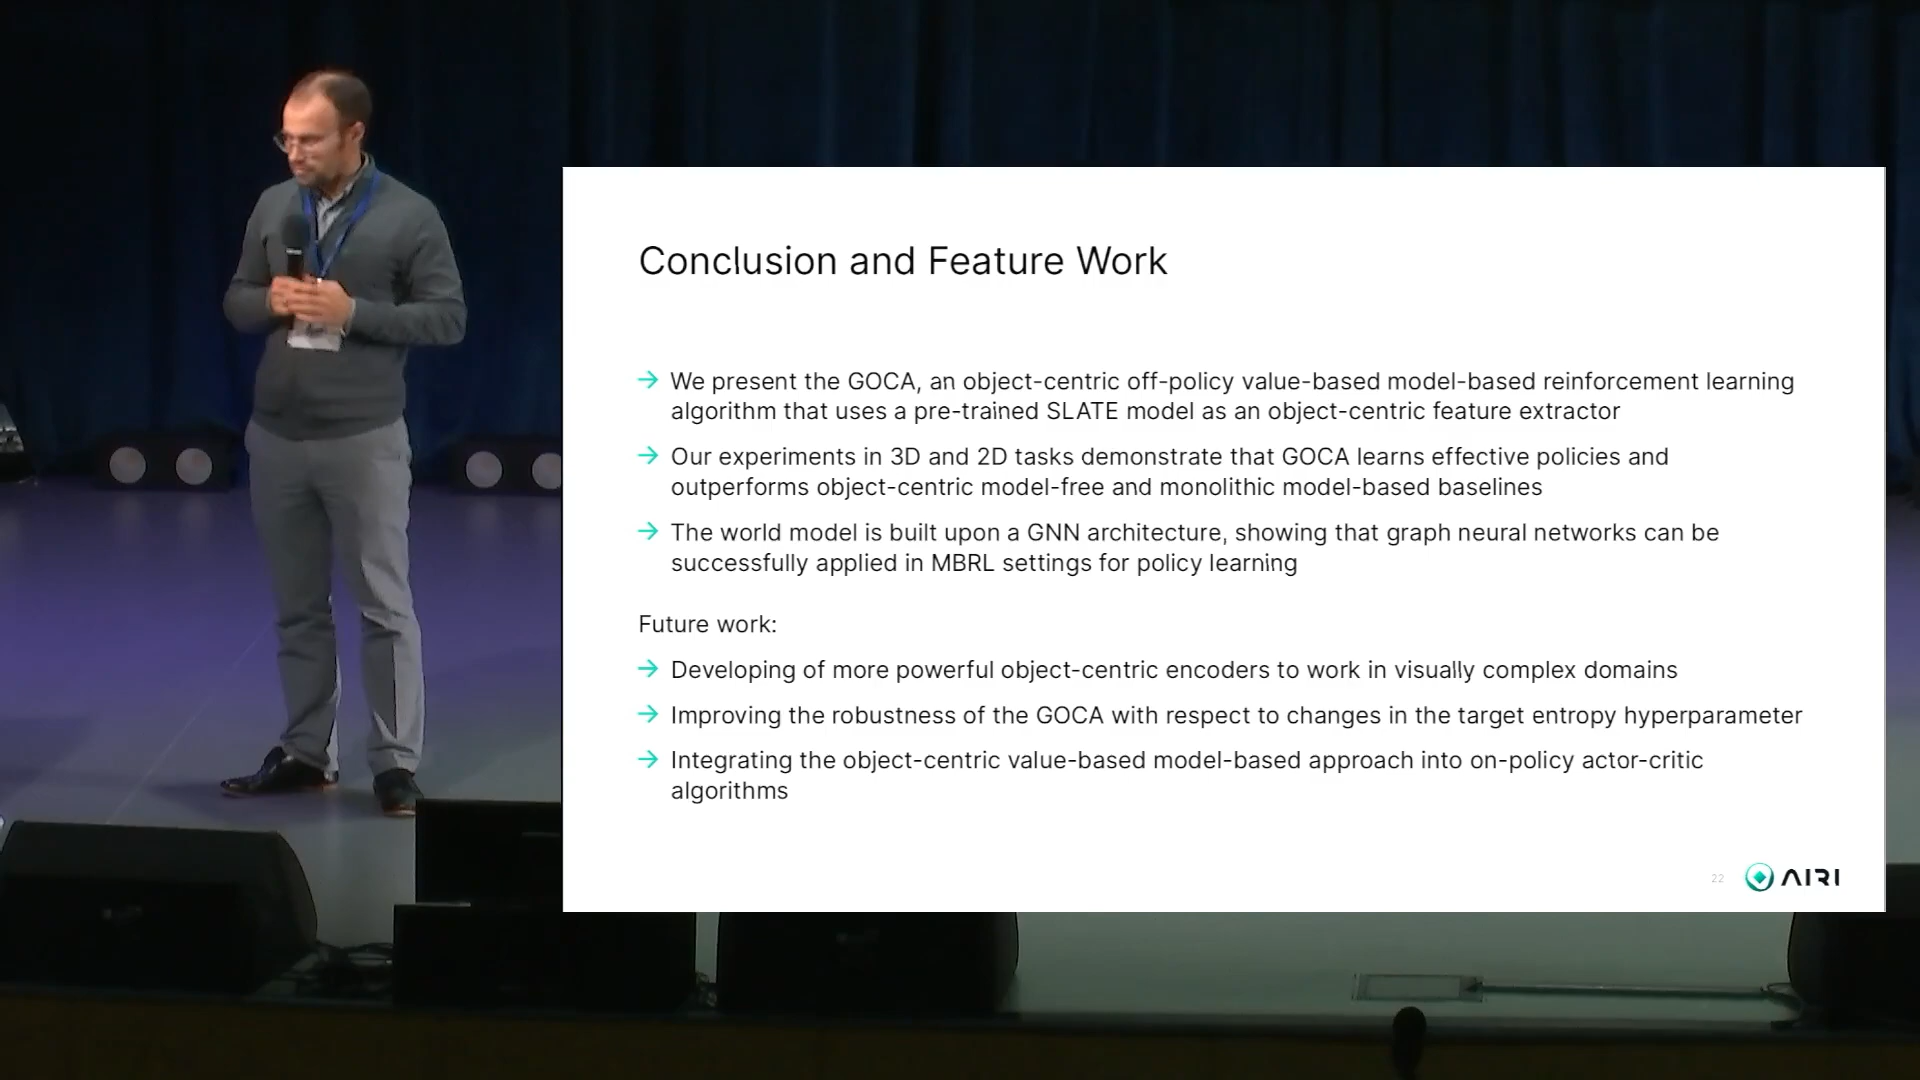 Conclusion and Feature Work
→ We present the GOCA, an object-centric off-policy value-based model-based reinforcement learning
algorithm that uses a pre-trained SLATE model as an object-centric feature extractor
→ Our experiments in 3D and 2D tasks demonstrate that GOCA learns effective policies and
outperforms object-centric model-free and monolithic model-based baselines
→ The world model is built upon a GNN architecture, showing that graph neural networks can be
successfully applied in MBRL settings for policy learning
Future work:
→ Developing of more powerful object-centric encoders to work in visually complex domains
→ Improving the robustness of the GOCA with respect to changes in the target entropy hyperparameter
→ Integrating the object-centric value-based model-based approach into on-policy actor-critic
algorithms
22 AIRI